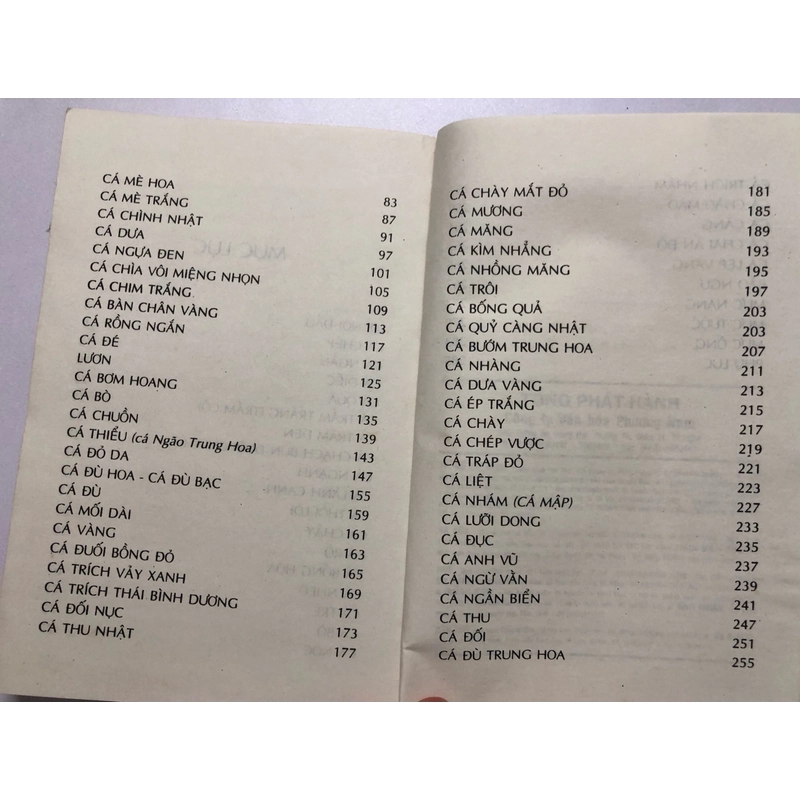 CÁ MÈ HOA 83
CÁ MÈ TRẮNG 87
CÁ CHÌNH NHẬT 91
CÁ DƯA 97
CÁ NGỰA ĐEN 101
CÁ CHÌA VÔI MIỆNG NHỌN 105
CÁ CHIM TRẮNG 109
CÁ BÀN CHÂN VÀNG 113
CÁ RỒNG NGẮN 117
CÁ ĐÉ 121
LƯƠN 125
CÁ BƠM HOANG 131
CÁ BÒ 135
CÁ CHUỒN 139
CÁ THIỂU (cá Ngão Trung Hoa) 143
CÁ ĐỎ DA 147
CÁ ĐÙ HOA - CÁ ĐÙ BẠC 155
CÁ ĐÙ 159
CÁ MỐI DÀI 161
CÁ VÀNG 163
CÁ ĐUỐI BỒNG ĐỎ 165
CÁ TRÍCH VẢY XANH 169
CÁ TRÍCH THÁI BÌNH DƯƠNG 171
CÁ ĐỐI NỤC 173
CÁ THU NHẬT 177
CÁ CHÀY MẮT ĐỎ 181
CÁ MƯƠNG 185
CÁ MĂNG 189
CÁ KÌM NHẲNG 193
CÁ NHỒNG MĂNG 195
CÁ TRÔI 197
CÁ BỐNG QUẢ 203
CÁ QUỶ CÀNG NHẬT 203
CÁ BƯỚM TRUNG HOA 207
CÁ NHÀNG 211
CÁ DƯA VÀNG 213
CÁ ÉP TRẮNG 215
CÁ CHÀY 217
CÁ CHÉP VƯỢC 219
CÁ TRÁP ĐỎ 221
CÁ LIỆT 223
CÁ NHÁM (CÁ MẬP) 227
CÁ LƯỠI DONG 233
CÁ ĐỤC 235
CÁ ANH VŨ 237
CÁ NGỪ VẰN 239
CÁ NGẦN BIỂN 241
CÁ THU 247
CÁ ĐỐI 251
CÁ ĐÙ TRUNG HOA 255